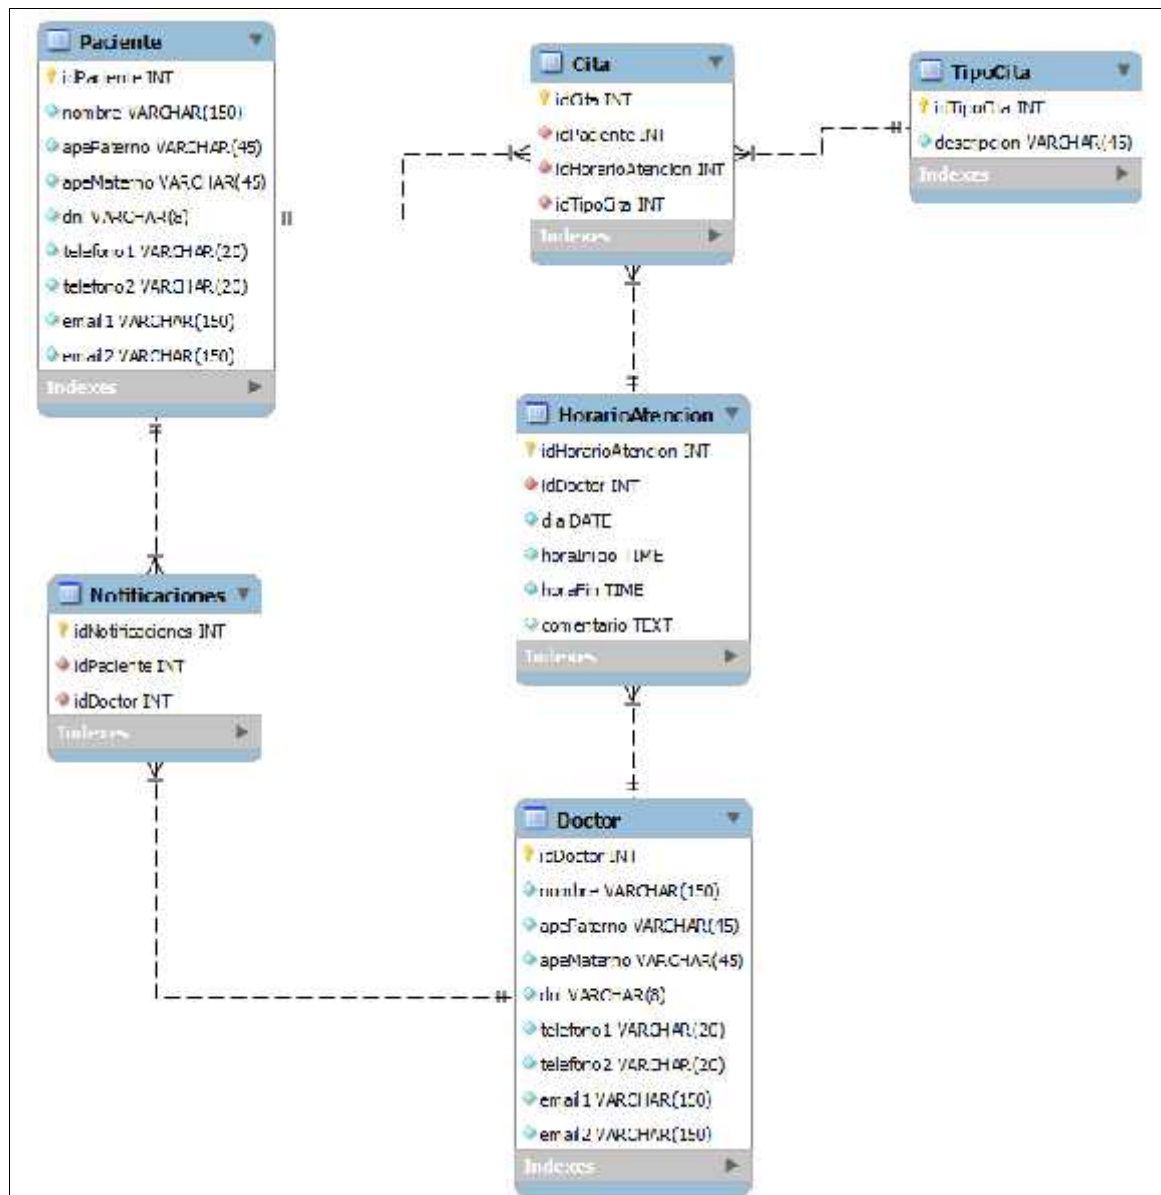 Paciente
idPaciente INT
nombre VARCHAR(150)
apePaterno VARCHAR(45)
apeMaterno VARCHAR(45)
dni VARCHAR(8)
telefono1 VARCHAR(20)
telefono2 VARCHAR(20)
email1 VARCHAR(150)
email2 VARCHAR(150)
Indexes
Cita
idCita INT
idPaciente INT
idHorarioAtencion INT
idTipoCita INT
Indexes
TipoCita
idTipoCita INT
descripcion VARCHAR(45)
Indexes
HorarioAtencion
idHorarioAtencion INT
idDoctor INT
dia DATE
horaInicio TIME
horaFin TIME
comentario TEXT
Indexes
Notificaciones
idNotificaciones INT
idPaciente INT
idDoctor INT
Indexes
Doctor
idDoctor INT
nombre VARCHAR(150)
apePaterno VARCHAR(45)
apeMaterno VARCHAR(45)
dni VARCHAR(8)
telefono1 VARCHAR(20)
telefono2 VARCHAR(20)
email1 VARCHAR(150)
email2 VARCHAR(150)
Indexes